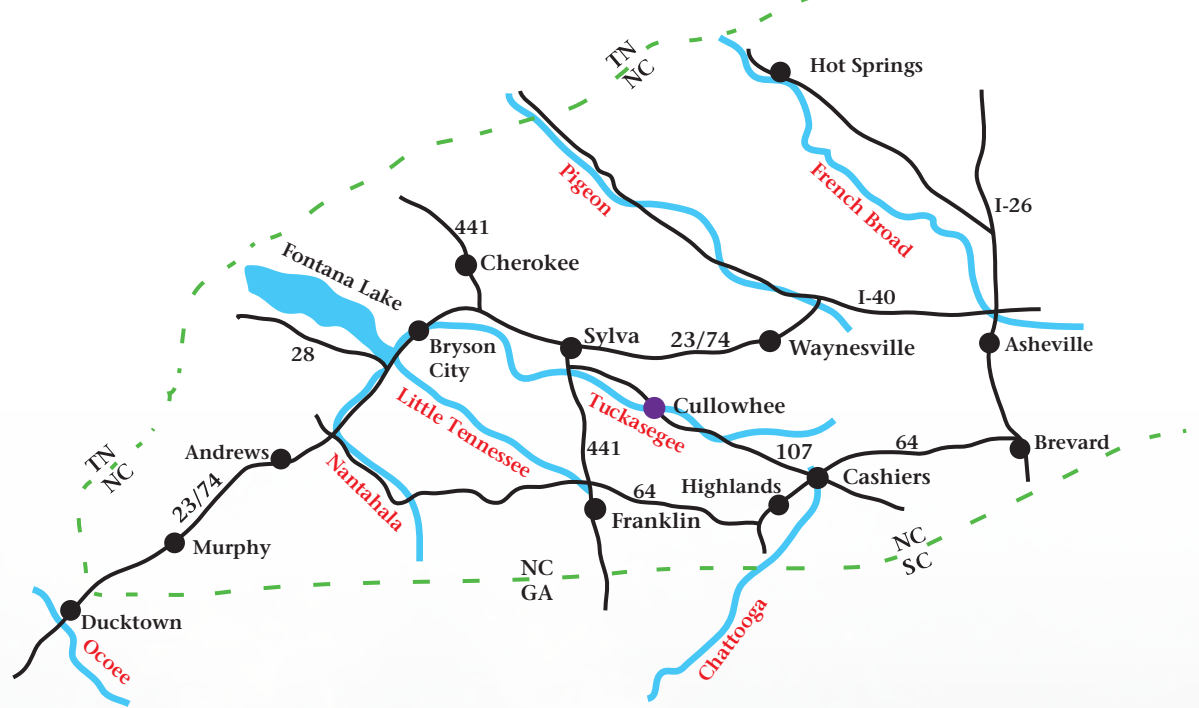 TN
NC
Hot Springs
Pigeon
French Broad
I-26
441
Cherokee
Fontana Lake
I-40
Sylva
23/74
Waynesville
Bryson
City
28
Asheville
Little Tennessee
Tuckasegee
Cullowhee
Andrews
441
107
64
Brevard
TN
NC
23/74
Nantahala
64
Highlands
Cashiers
Franklin
Murphy
NC
SC
NC
GA
Ducktown
Ocoee
Chattooga